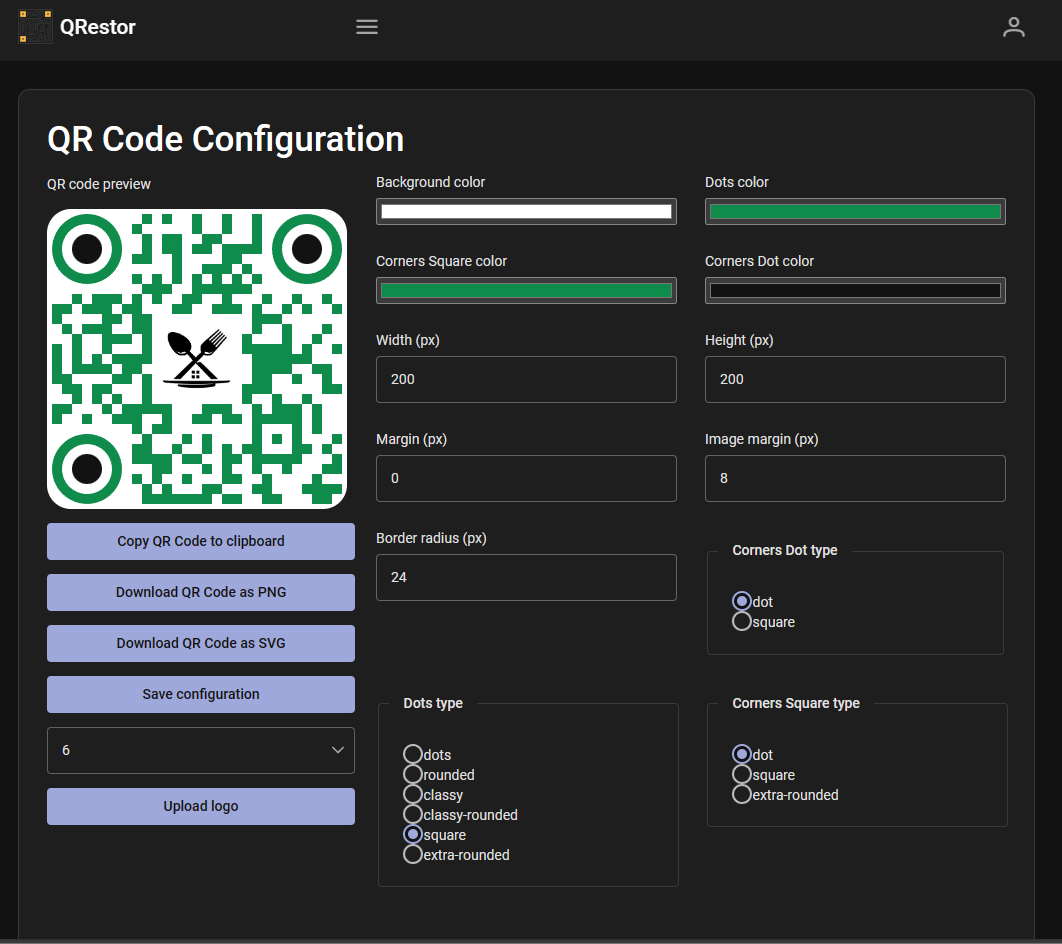 QRestor
QR Code Configuration
QR code preview
Background color
Dots color
Corners Square color
Corners Dot color
Width (px)
Height (px)
200
200
Margin (px)
Image margin (px)
0
8
Border radius (px)
24
Corners Dot type
dot
square
Copy QR Code to clipboard
Download QR Code as PNG
Download QR Code as SVG
Save configuration
6
Upload logo
Dots type
dots
rounded
classy
classy-rounded
square
extra-rounded
Corners Square type
dot
square
extra-rounded